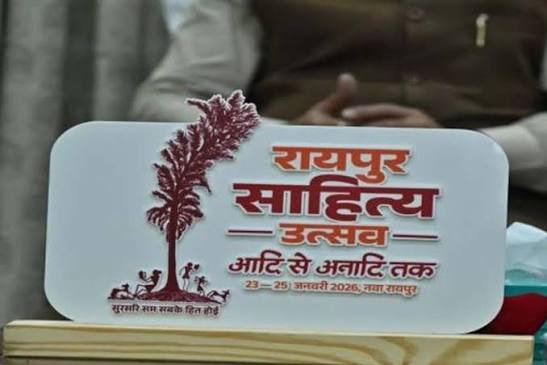 रायपुर
साहित्य
उत्सव
आदि से अनादि तक
23 — 25 जनवरी 2026, नवा रायपुर
सुरसरि सम सबके हित होई